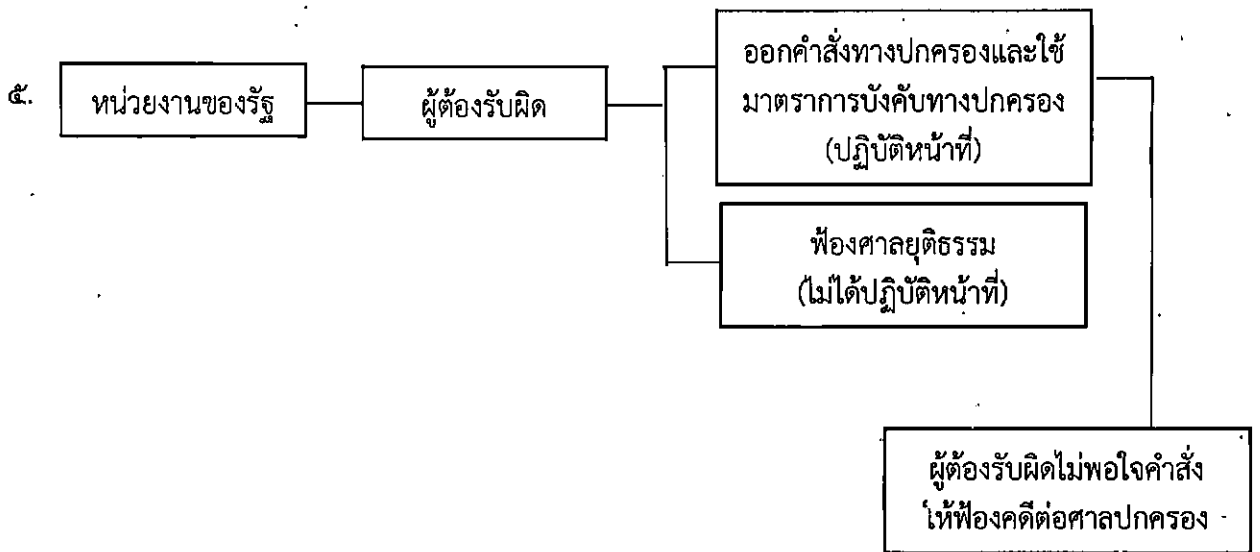 ๕.
หน่วยงานของรัฐ
ผู้ต้องรับผิด
ออกคำสั่งทางปกครองและใช้
มาตราการบังคับทางปกครอง
(ปฏิบัติหน้าที่)
ฟ้องศาลยุติธรรม
(ไม่ได้ปฏิบัติหน้าที่)
ผู้ต้องรับผิดไม่พอใจคำสั่ง
ให้ฟ้องคดีต่อศาลปกครอง